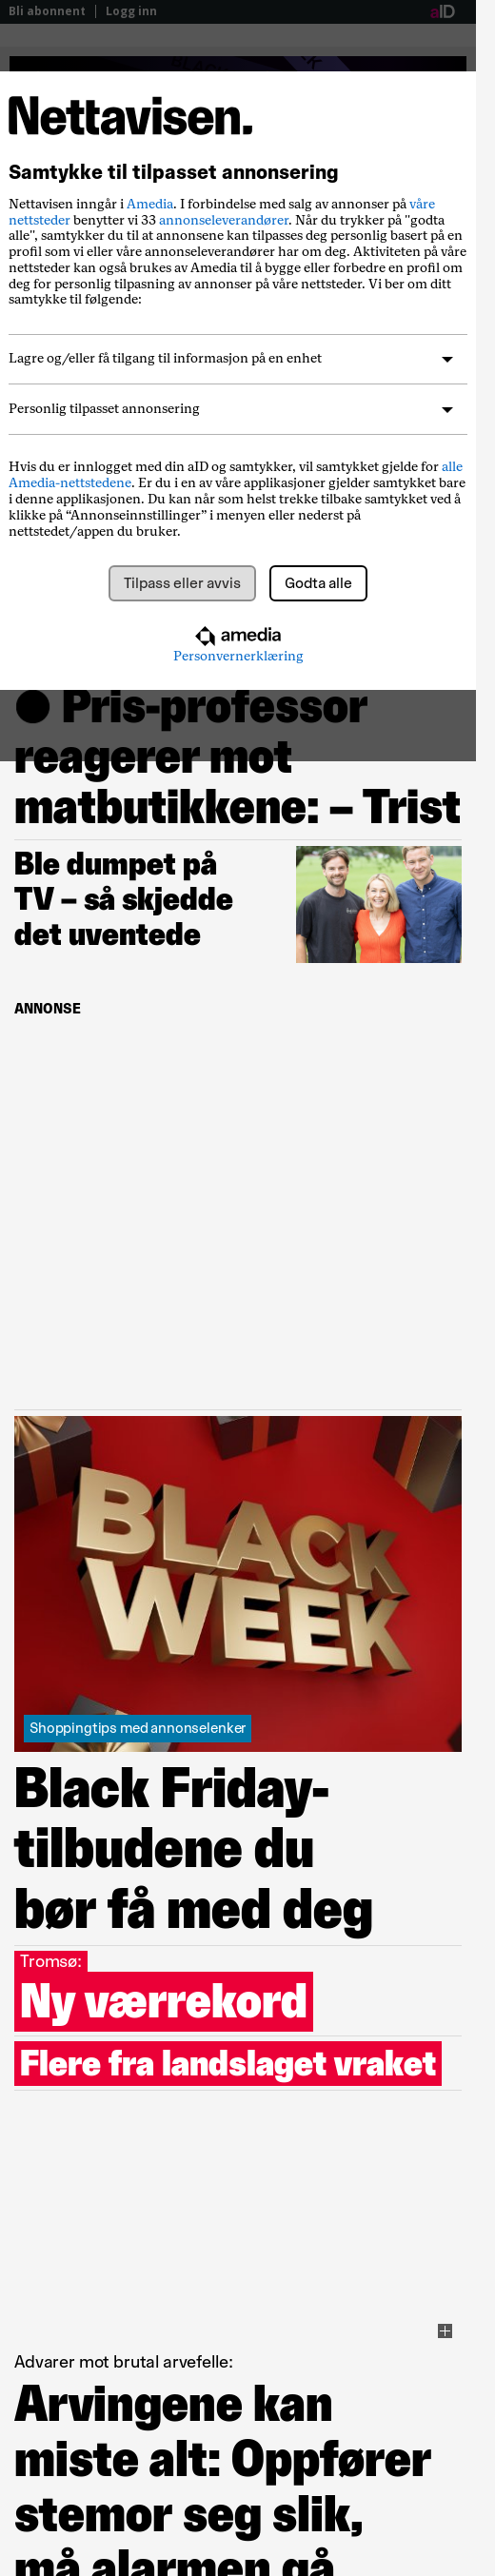 Bli abonnent
Logg inn
aID
Nettavisen.
Samtykke til tilpasset annonsering
Nettavisen inngår i Amedia. I forbindelse med salg av annonser på våre
nettsteder benytter vi 33 annonseleverandører. Når du trykker på "godta
alle", samtykker du til at annonsene kan tilpasses deg personlig basert på en
profil som vi eller våre annonseleverandører har om deg. Aktiviteten på våre
nettsteder kan også brukes av Amedia til å bygge eller forbedre en profil om
deg for personlig tilpasning av annonser på våre nettsteder. Vi ber om ditt
samtykke til følgende:
Lagre og/eller få tilgang til informasjon på en enhet
Personlig tilpasset annonsering
Hvis du er innlogget med din aID og samtykker, vil samtykket gjelde for alle
Amedia-nettstedene. Er du i en av våre applikasjoner gjelder samtykket bare
i denne applikasjonen. Du kan når som helst trekke tilbake samtykket ved å
klikke på “Annonseinnstillinger” i menyen eller nederst på
nettstedet/appen du bruker.
Tilpass eller avvis
Godta alle
amedia
Personvernerklæring
Pris-professor
reagerer mot
matbutikkene: – Trist
Ble dumpet på
TV – så skjedde
det uventede
ANNONSE
BLACK
WEEK
Shoppingtips med annonselenker
Black Friday-
tilbudene du
bør få med deg
Tromsø:
Ny værrekord
Flere fra landslaget vraket
Advarer mot brutal arvefelle:
Arvingene kan
miste alt: Oppfører
stemor seg slik,
må alarmen gå